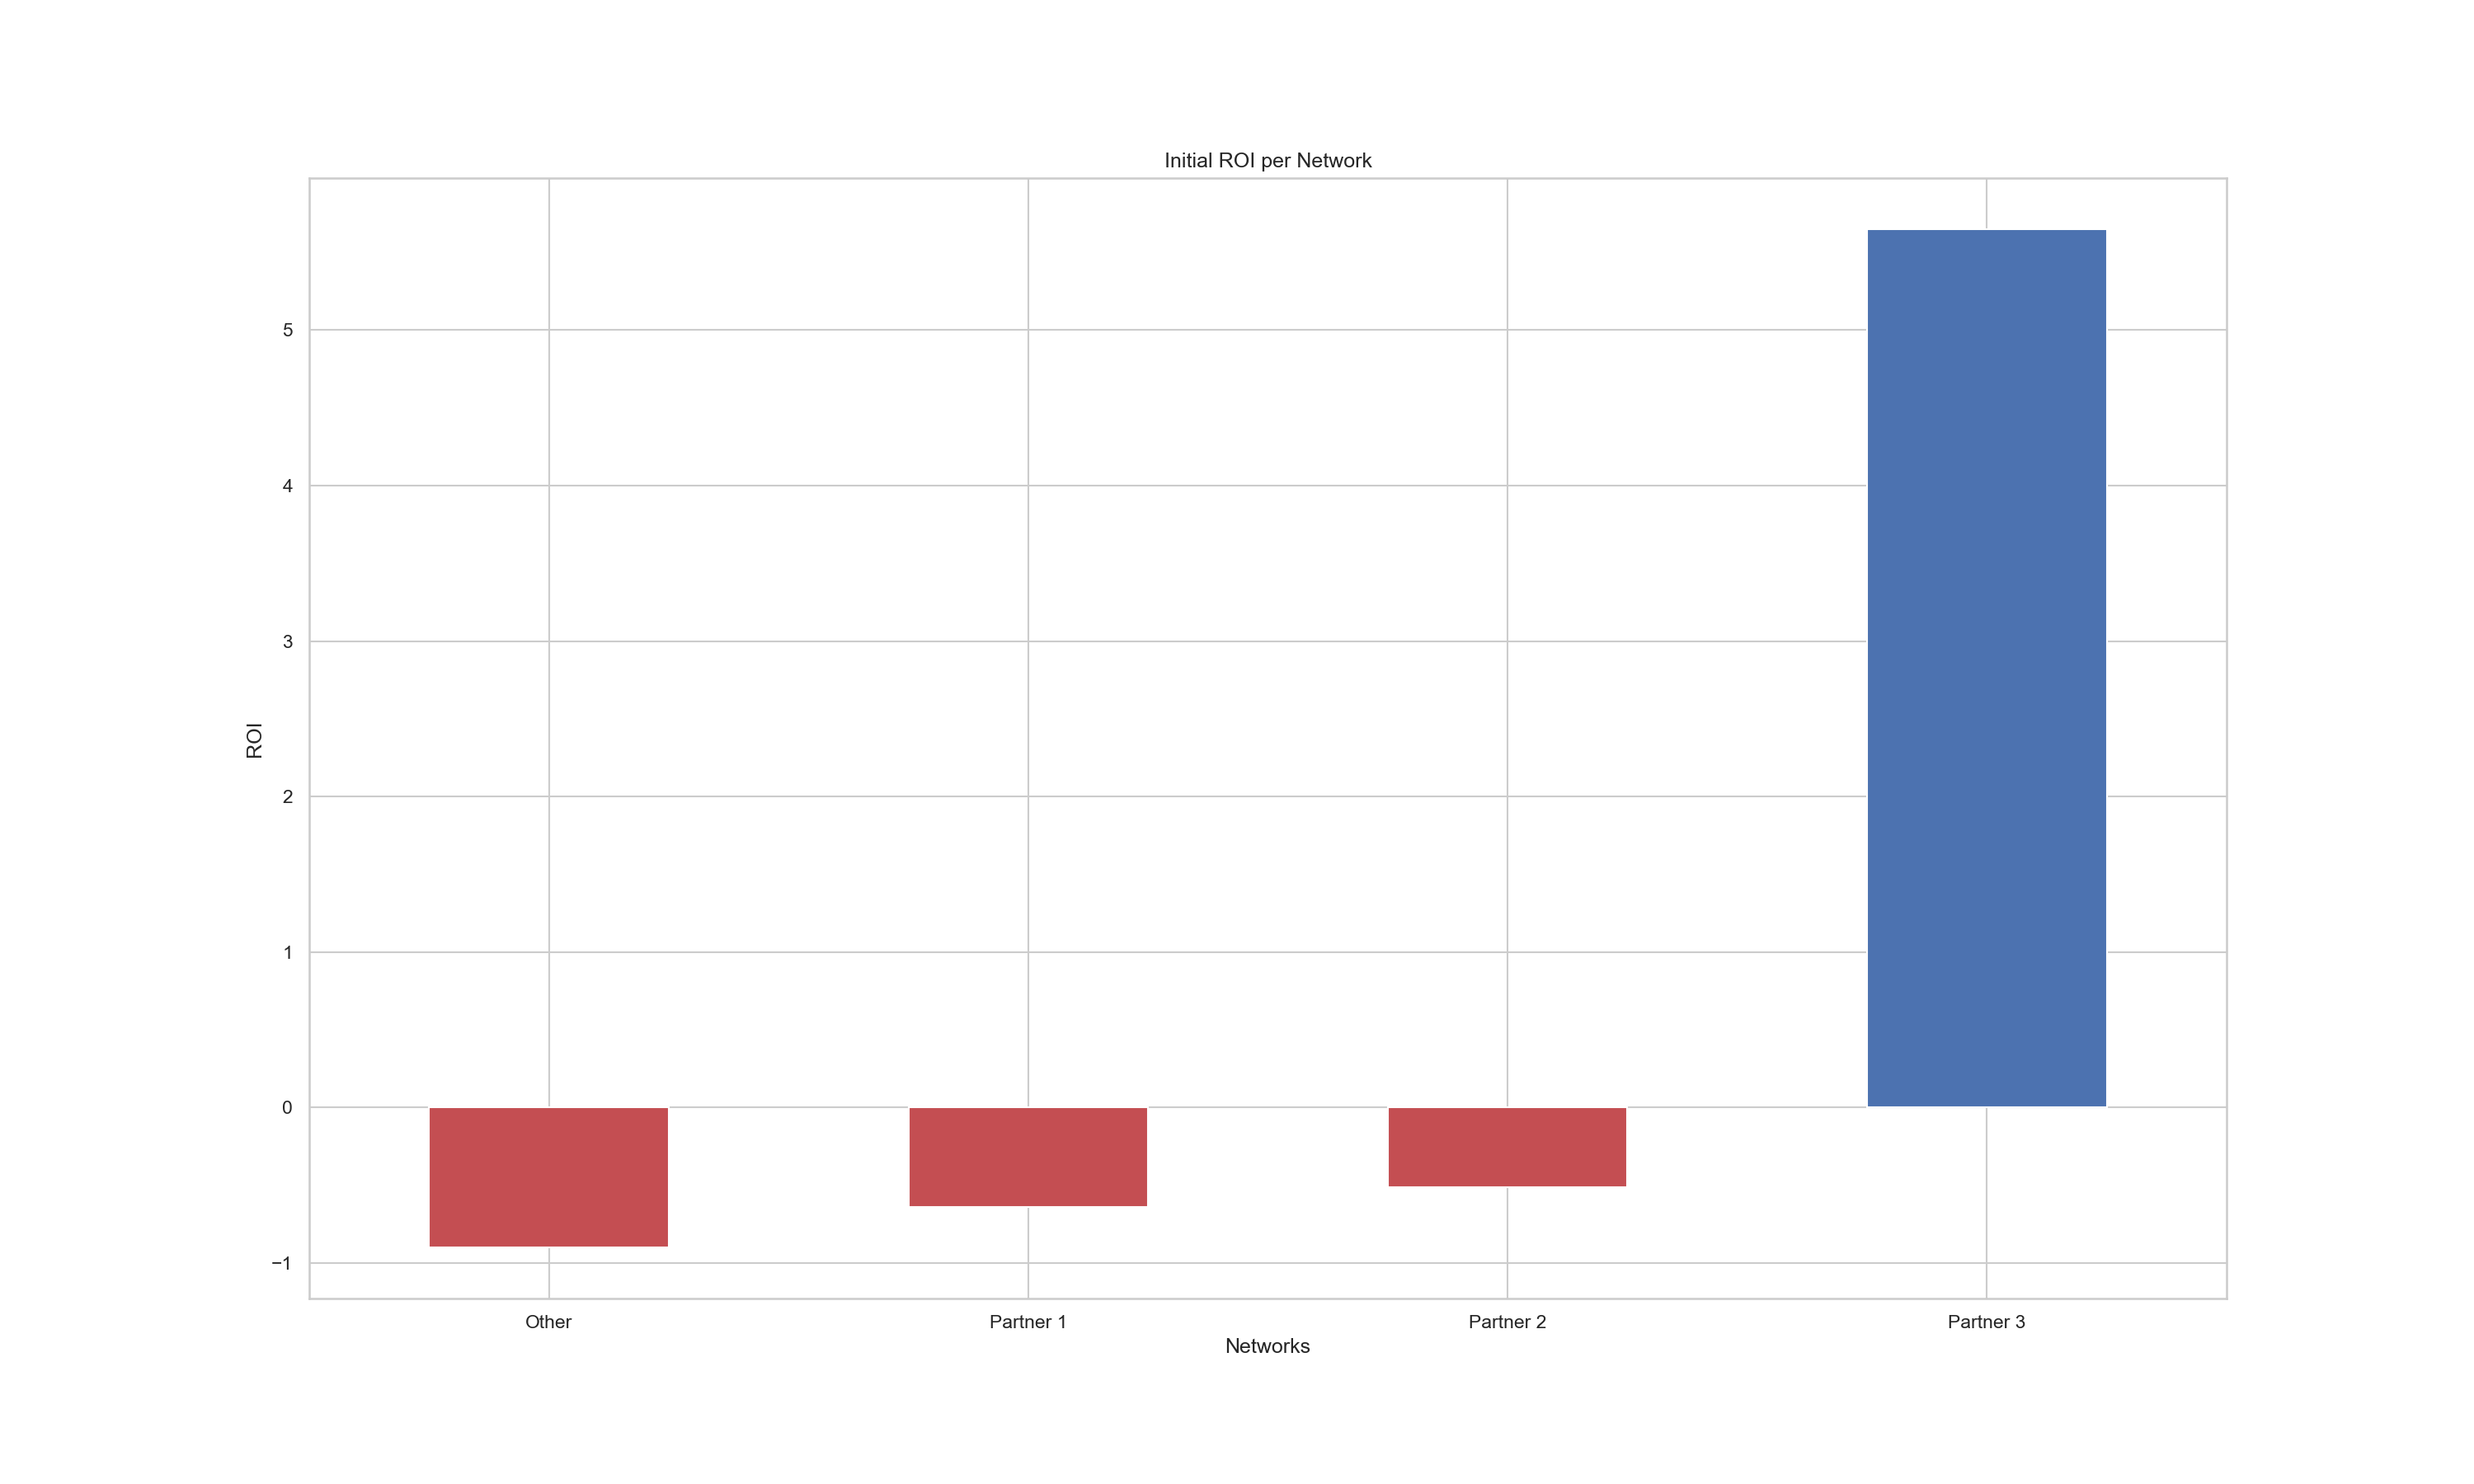 Initial ROI per Network
5
4
3
2
1
0
−1
ROI
Other
Partner 1
Partner 2
Partner 3
Networks